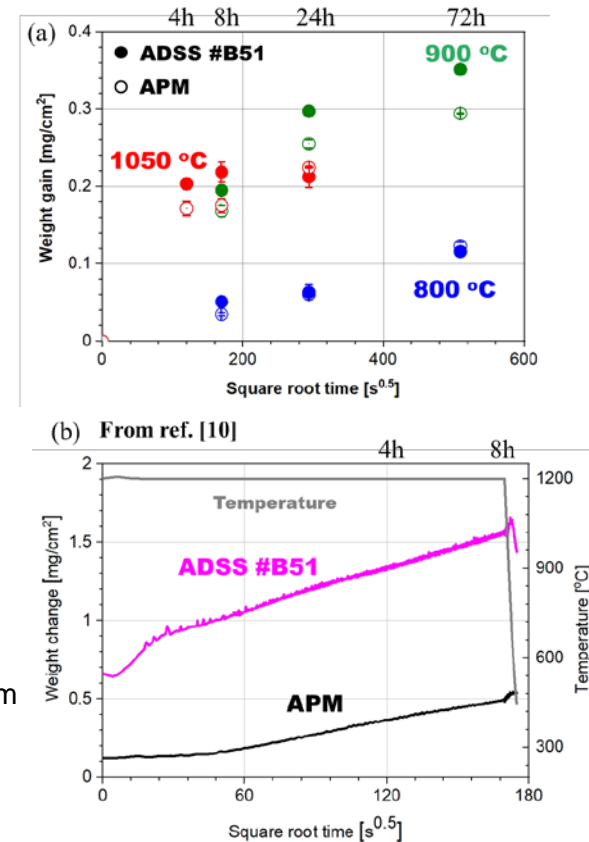 4h 8h 24h 72h
(a)
ADSS #B51
APM
900 °C
1050 °C
800 °C
Weight gain [mg/cm²]
0.4
0.3
0.2
0.1
0
0 200 400 600
Square root time [s⁰·⁵]
(b) From ref. [10]
4h 8h
Temperature
ADSS #B51
APM
m
Weight change [mg/cm²]
2
1.5
1
0.5
0
1200
900
600
300
Temperature [°C]
0 60 120 180
Square root time [s⁰·⁵]